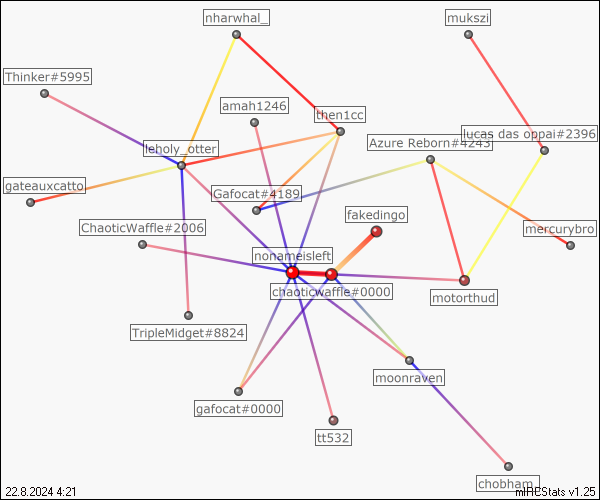 nharwhal_
mukszi
Thinker#5995
amah1246
then1cc
lucas das oppai#2396
Azure Reborn#4243
leholy_otter
gateauxcatto
Gafocat#4189
fakedingo
ChaoticWaffle#2006
mercurybro
nonameisleft
chaoticwaffle#0000
motorthud
TripleMidget#8824
moonraven
gafocat#0000
tt532
chobham_
22.8.2024 4:21
mIRCStats v1.25